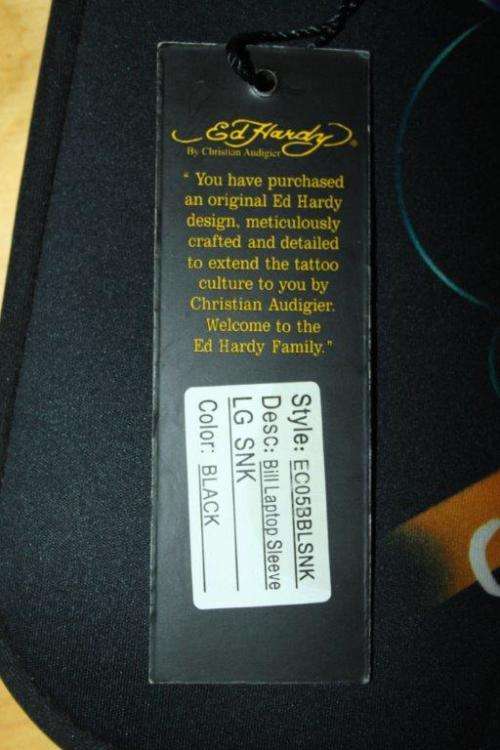 Ed Hardy®
By Christian Audigier
" You have purchased
an original Ed Hardy
design, meticulously
crafted and detailed
to extend the tattoo
culture to you by
Christian Audigier.
Welcome to the
Ed Hardy Family."
Style: EC05BBLSNK
Desc: Bill Laptop Sleeve
LG SNK
Color: BLACK